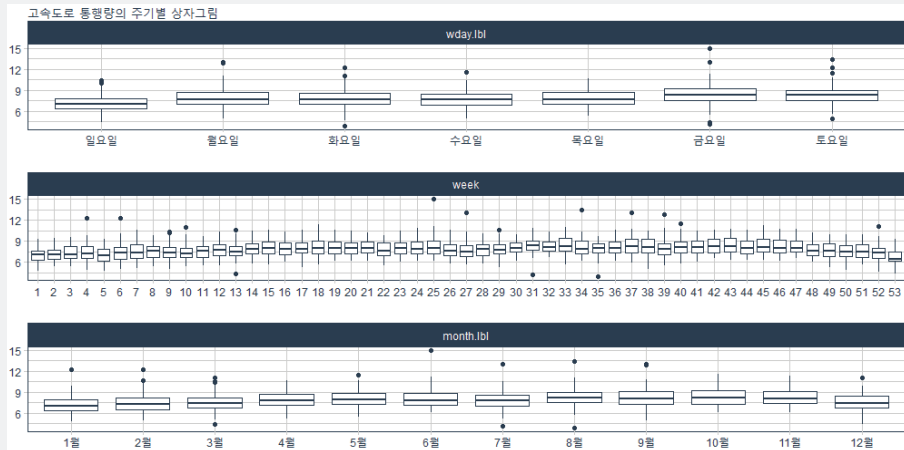 고속도로 통행량의 주기별 상자그림
wday.lbl
15
12
9
6
일요일 월요일 화요일 수요일 목요일 금요일 토요일
week
15
12
9
6
1 2 3 4 5 6 7 8 9 10 11 12 13 14 15 16 17 18 19 20 21 22 23 24 25 26 27 28 29 30 31 32 33 34 35 36 37 38 39 40 41 42 43 44 45 46 47 48 49 50 51 52 53
month.lbl
15
12
9
6
1월 2월 3월 4월 5월 6월 7월 8월 9월 10월 11월 12월